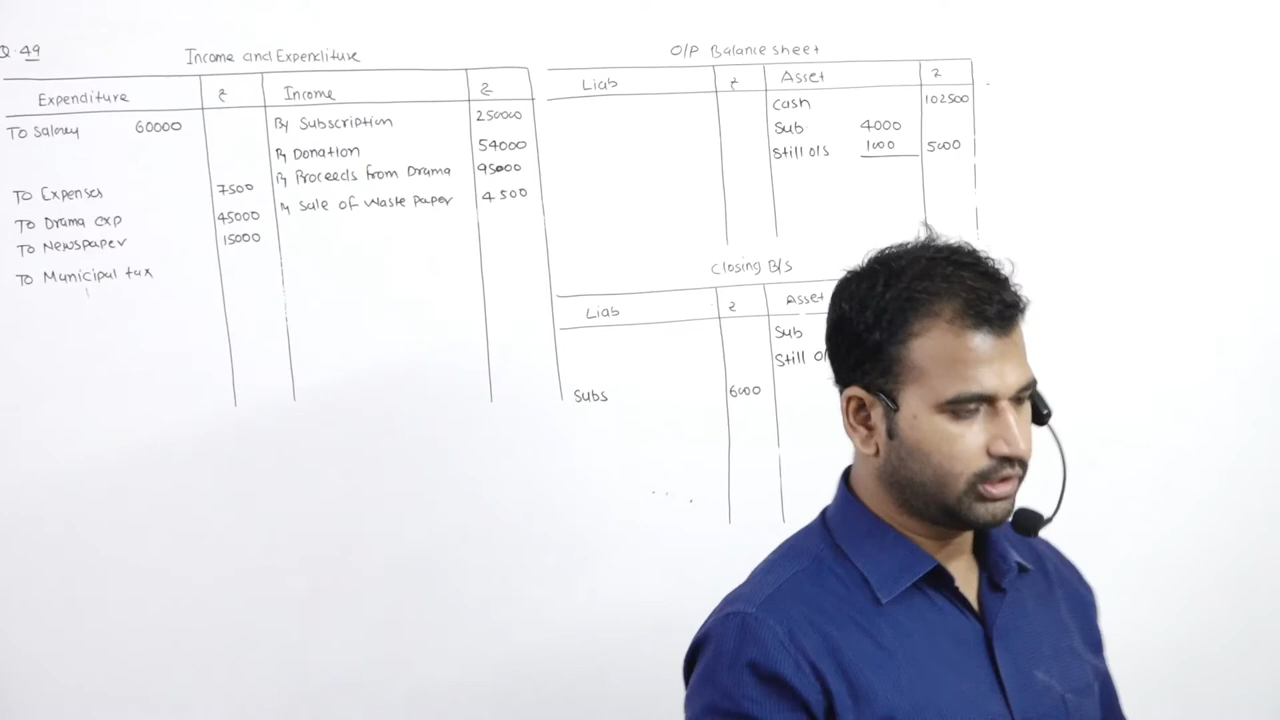 Q.49
Income and Expenditure
Expenditure ₹ Income ₹
To Salary 60000 By Subscription 250000
By Donation 54000
To Expenses 7500 By Proceeds from Drama 95000
To Drama exp 45000 By Sale of Waste Paper 4500
To Newspaper 15000
To Municipal tax
O/P Balance sheet
Liab ₹ Asset ₹
Cash 102500
Sub 4000
Still o/s 1000 5000
Closing B/S
Liab ₹ Asset
Sub
Still o/
Subs 6000